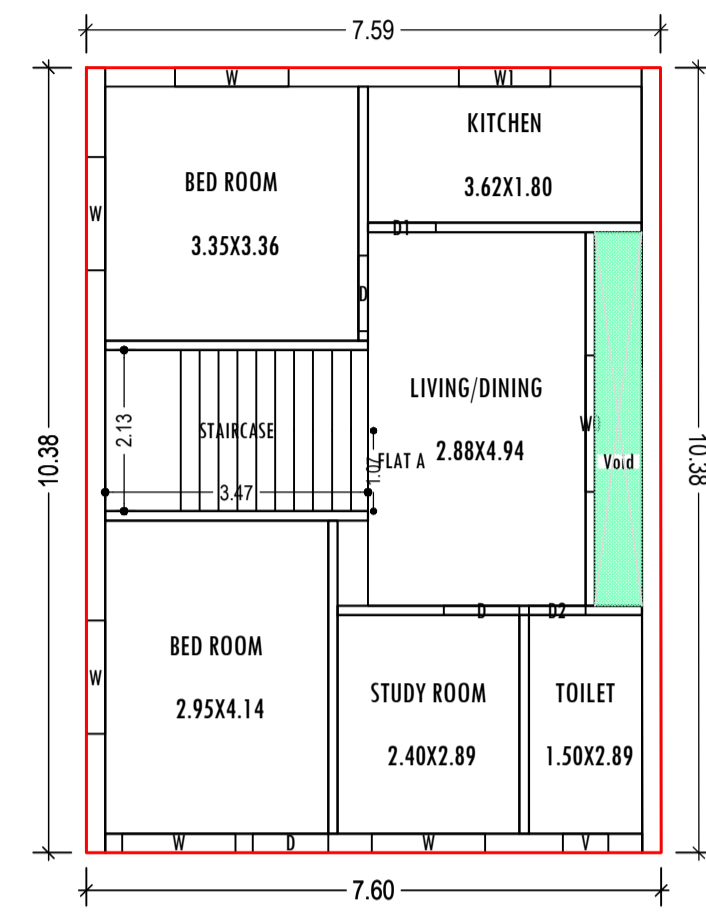 7.59
W
W1
KITCHEN
3.62X1.80
BED ROOM
3.35X3.36
W
D1
D
10.38
10.38
LIVING/DINING
2.88X4.94
STAIRCASE
2.13
3.47
1.07
FLAT A
W
Void
D
D2
BED ROOM
2.95X4.14
W
STUDY ROOM
2.40X2.89
TOILET
1.50X2.89
W
D
W
V
7.60